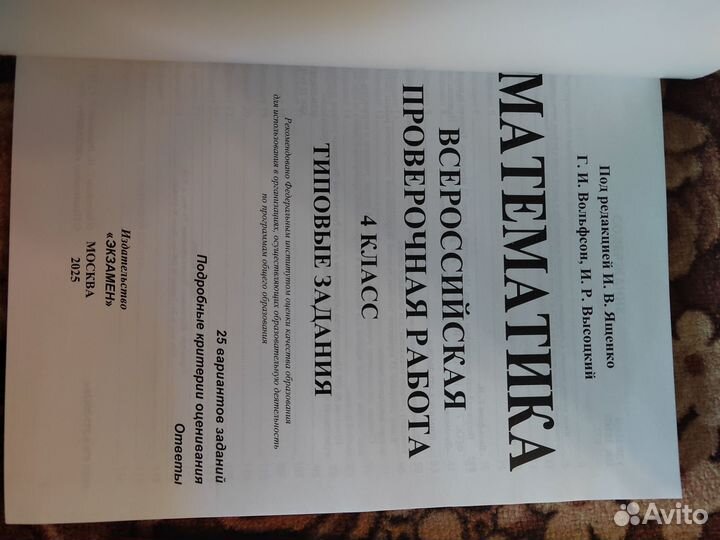 Под редакцией И. В. Ященко
Г. И. Вольфсон, И. Р. Высоцкий
МАТЕМАТИКА
ВСЕРОССИЙСКАЯ
ПРОВЕРОЧНАЯ РАБОТА
4 КЛАСС
ТИПОВЫЕ ЗАДАНИЯ
Рекомендовано Федеральным институтом оценки качества образования
для использования в организациях, осуществляющих образовательную деятельность
по программам общего образования
25 вариантов заданий
Подробные критерии оценивания
Ответы
Издательство
«ЭКЗАМЕН»
МОСКВА
2025
Avito